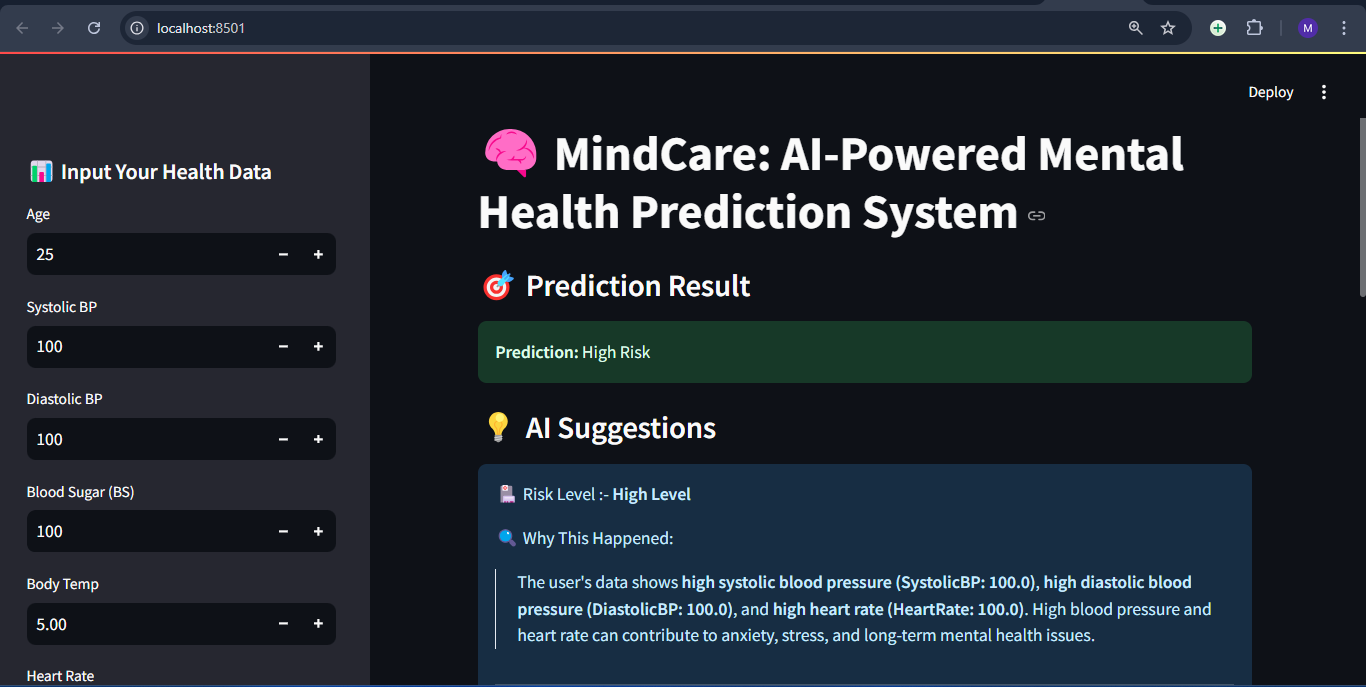 localhost:8501
M
Deploy
Input Your Health Data
Age
25
Systolic BP
100
Diastolic BP
100
Blood Sugar (BS)
100
Body Temp
5.00
Heart Rate
MindCare: AI-Powered Mental
Health Prediction System
Prediction Result
Prediction: High Risk
AI Suggestions
Risk Level :- High Level
Why This Happened:
The user's data shows high systolic blood pressure (SystolicBP: 100.0), high diastolic blood
pressure (DiastolicBP: 100.0), and high heart rate (HeartRate: 100.0). High blood pressure and
heart rate can contribute to anxiety, stress, and long-term mental health issues.